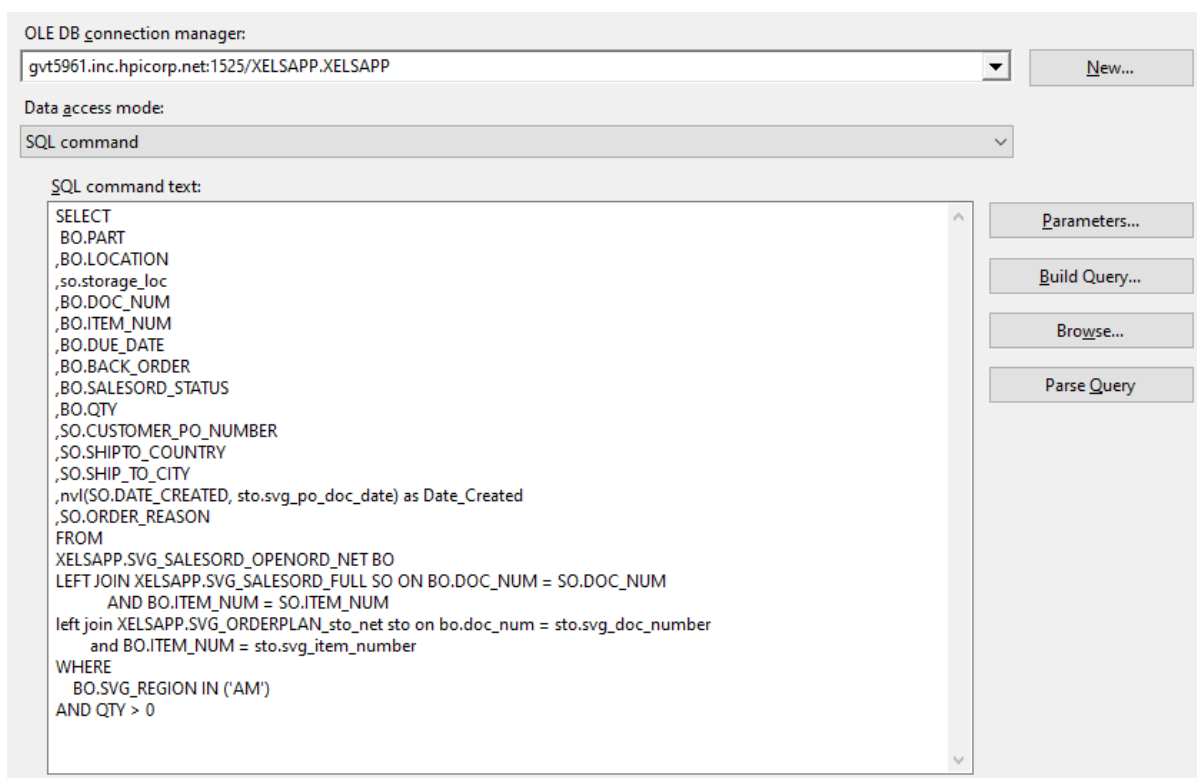 OLE DB connection manager:
gvt5961.inc.hpicorp.net:1525/XELSAPP.XELSAPP
New...
Data access mode:
SQL command
SQL command text:
SELECT
BO.PART
,BO.LOCATION
,so.storage_loc
,BO.DOC_NUM
,BO.ITEM_NUM
,BO.DUE_DATE
,BO.BACK_ORDER
,BO.SALESORD_STATUS
,BO.QTY
,SO.CUSTOMER_PO_NUMBER
,SO.SHIPTO_COUNTRY
,SO.SHIP_TO_CITY
,nvl(SO.DATE_CREATED, sto.svg_po_doc_date) as Date_Created
,SO.ORDER_REASON
FROM
XELSAPP.SVG_SALESORD_OPENORD_NET BO
LEFT JOIN XELSAPP.SVG_SALESORD_FULL SO ON BO.DOC_NUM = SO.DOC_NUM
AND BO.ITEM_NUM = SO.ITEM_NUM
left join XELSAPP.SVG_ORDERPLAN_sto_net sto on bo.doc_num = sto.svg_doc_number
and BO.ITEM_NUM = sto.svg_item_number
WHERE
BO.SVG_REGION IN ('AM')
AND QTY > 0
Parameters...
Build Query...
Browse...
Parse Query